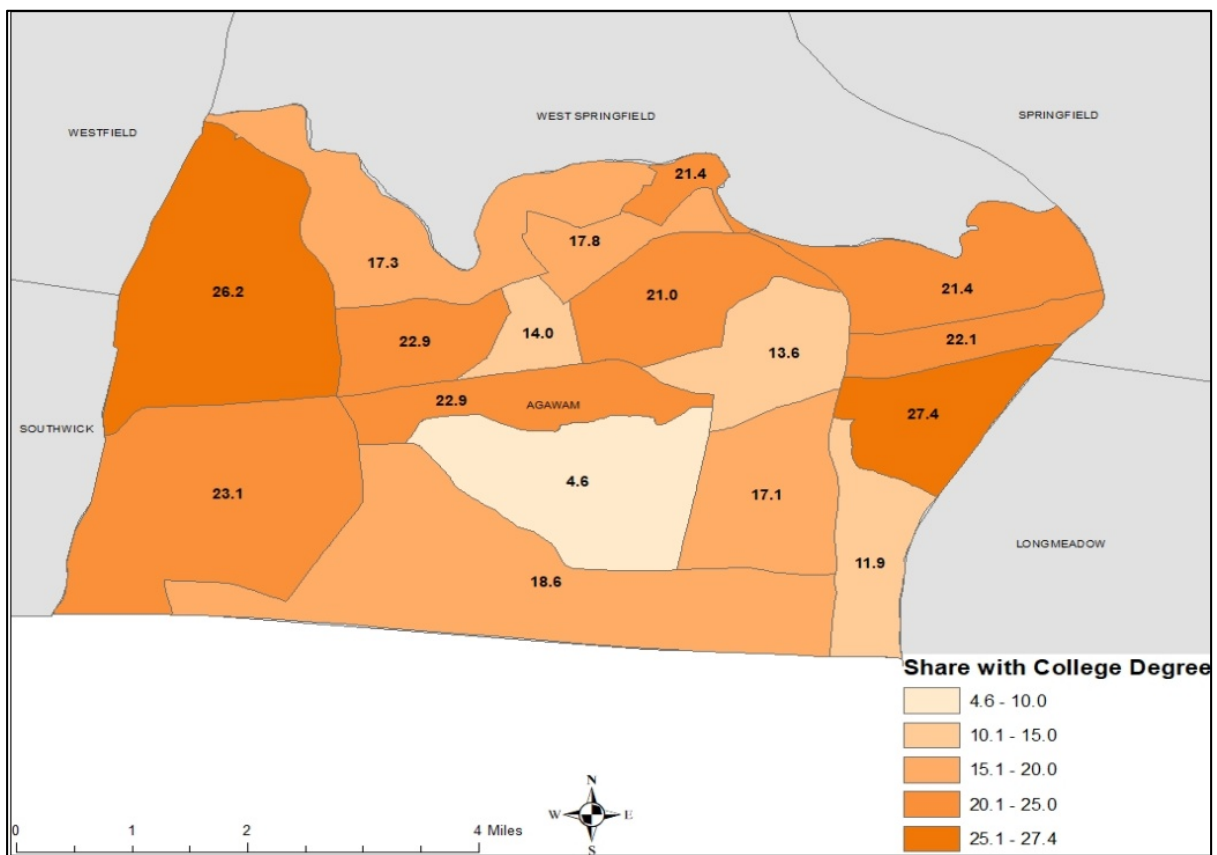 WESTFIELD
WEST SPRINGFIELD
SPRINGFIELD
21.4
17.8
17.3
26.2
21.0
21.4
14.0
22.9
22.1
13.6
22.9
AGAWAM
27.4
SOUTHWICK
4.6
23.1
17.1
LONGMEADOW
11.9
18.6
Share with College Degree
4.6 - 10.0
10.1 - 15.0
15.1 - 20.0
20.1 - 25.0
25.1 - 27.4
N
W E
S
0 1 2 4 Miles